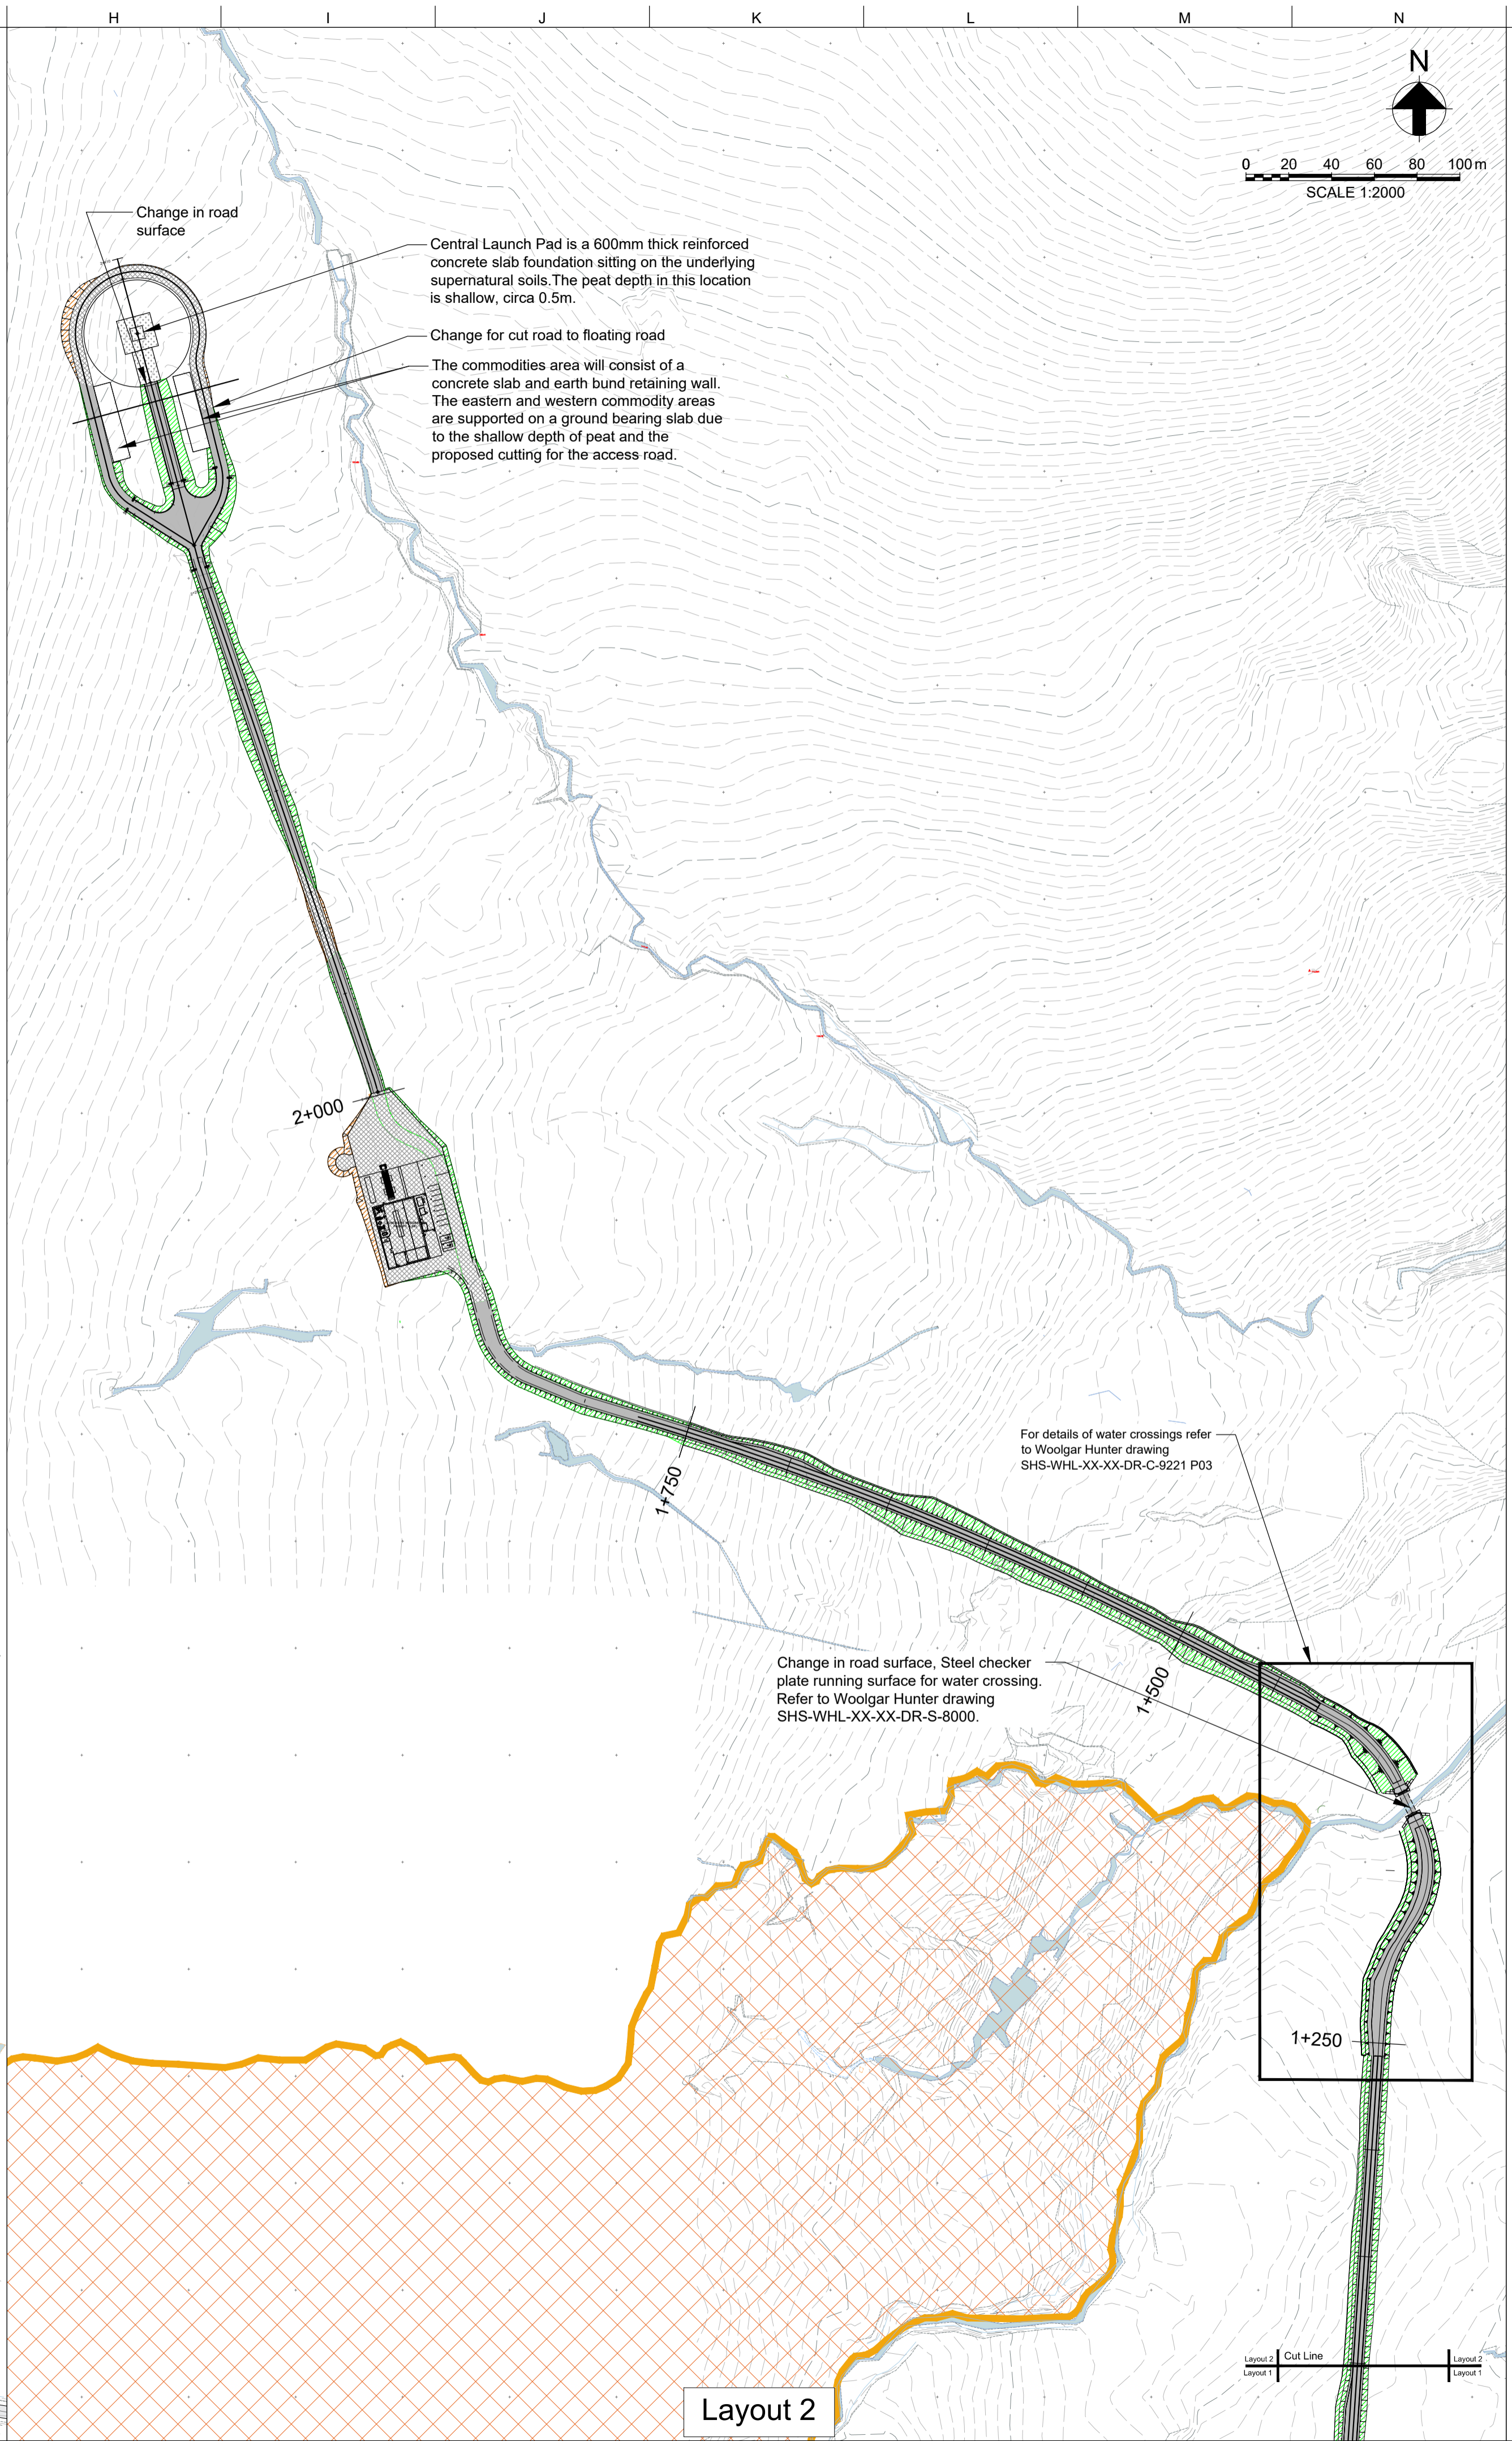 H I J K L M N
N
0 20 40 60 80 100 m
SCALE 1:2000
Change in road
surface
Central Launch Pad is a 600mm thick reinforced
concrete slab foundation sitting on the underlying
supernatural soils.The peat depth in this location
is shallow, circa 0.5m.
Change for cut road to floating road
The commodities area will consist of a
concrete slab and earth bund retaining wall.
The eastern and western commodity areas
are supported on a ground bearing slab due
to the shallow depth of peat and the
proposed cutting for the access road.
2+000
For details of water crossings refer
to Woolgar Hunter drawing
SHS-WHL-XX-XX-DR-C-9221 P03
1+750
Change in road surface, Steel checker
plate running surface for water crossing.
Refer to Woolgar Hunter drawing
SHS-WHL-XX-XX-DR-S-8000.
1+500
1+250
Layout 2 Cut Line Layout 2
Layout 1 Layout 1
Layout 2